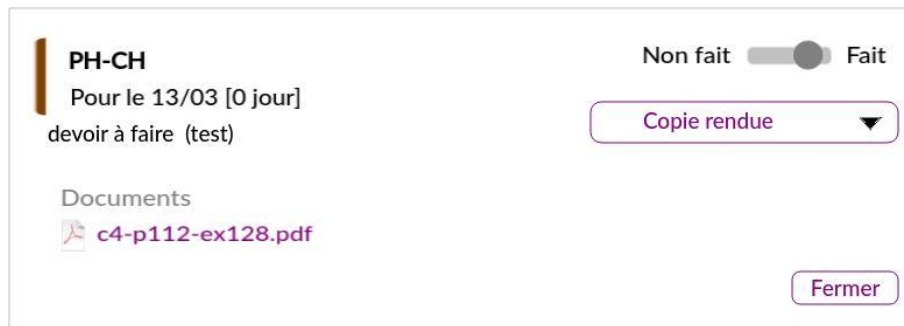 PH-CH
Non fait Fait
Pour le 13/03 [0 jour]
Copie rendue
devoir à faire (test)
Documents
c4-p112-ex128.pdf
Fermer